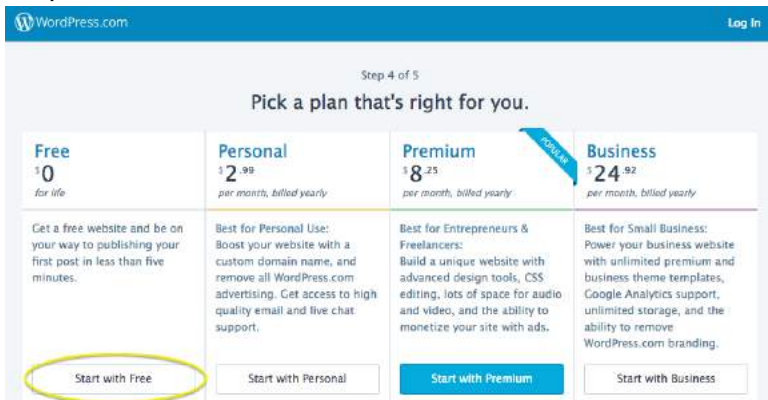 WordPress.com
Log In
Step 4 of 5
Pick a plan that's right for you.
Free
$0
for life
Get a free website and be on
your way to publishing your
first post in less than five
minutes.
Start with Free
Personal
$2.99
per month, billed yearly
Best for Personal Use:
Boost your website with a
custom domain name, and
remove all WordPress.com
advertising. Get access to high
quality email and live chat
support.
Start with Personal
POPULAR
Premium
$8.25
per month, billed yearly
Best for Entrepreneurs &
Freelancers:
Build a unique website with
advanced design tools, CSS
editing, lots of space for audio
and video, and the ability to
monetize your site with ads.
Start with Premium
Business
$24.92
per month, billed yearly
Best for Small Business:
Power your business website
with unlimited premium and
business theme templates,
Google Analytics support,
unlimited storage, and the
ability to remove
WordPress.com branding.
Start with Business